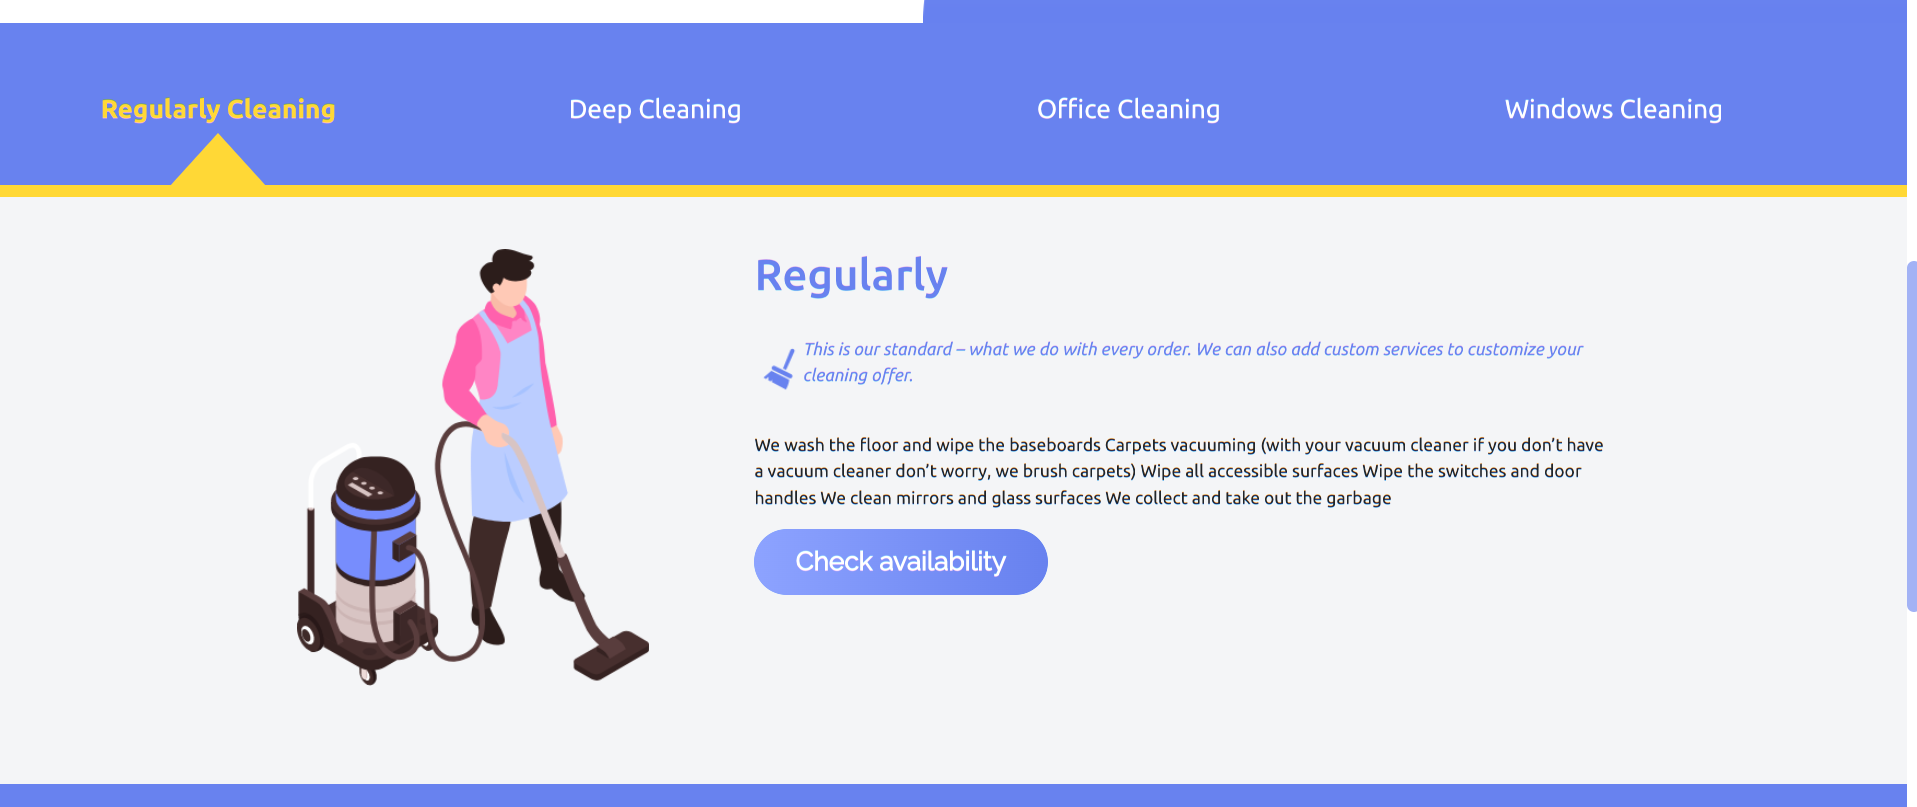 Regularly Cleaning
Deep Cleaning
Office Cleaning
Windows Cleaning
Regularly
This is our standard – what we do with every order. We can also add custom services to customize your
cleaning offer.
We wash the floor and wipe the baseboards Carpets vacuuming (with your vacuum cleaner if you don’t have
a vacuum cleaner don’t worry, we brush carpets) Wipe all accessible surfaces Wipe the switches and door
handles We clean mirrors and glass surfaces We collect and take out the garbage
Check availability